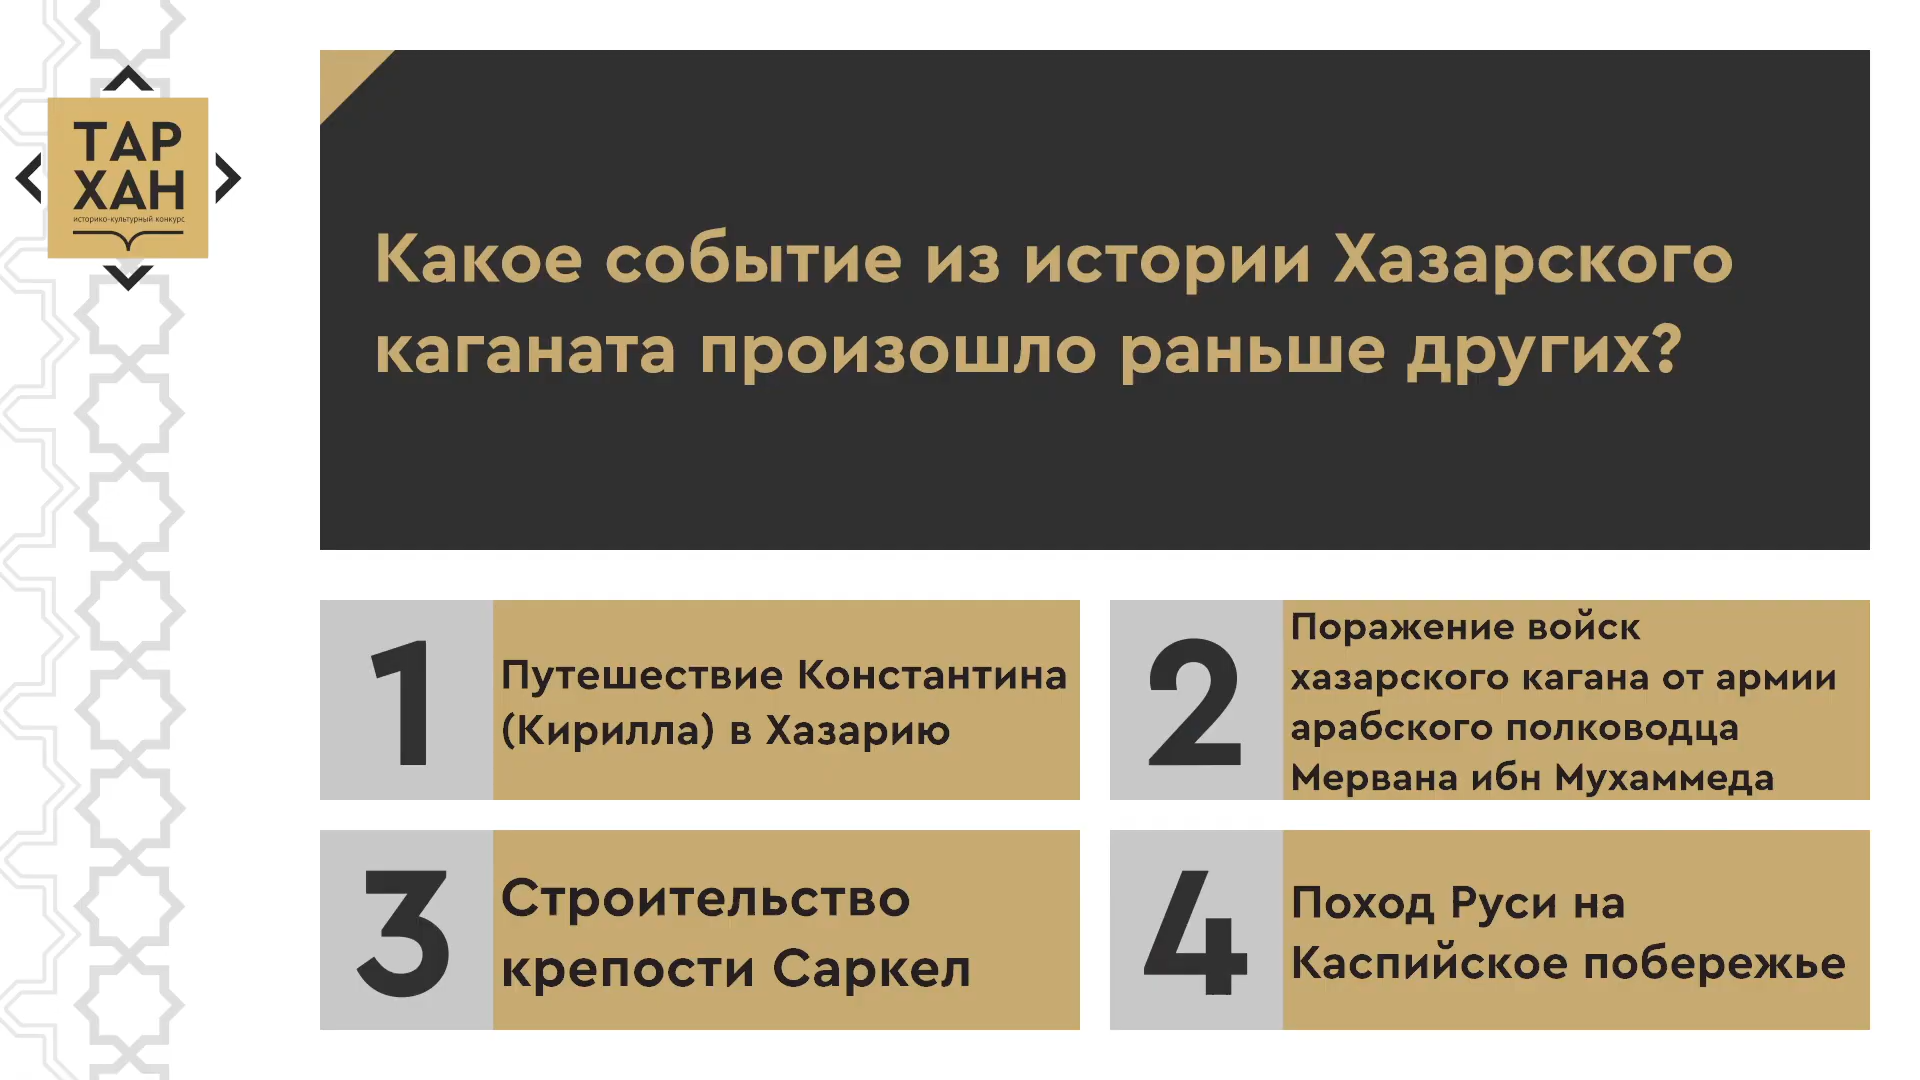 ТАР
ХАН
историко-культурный конкурс
Какое событие из истории Хазарского
каганата произошло раньше других?
1
Путешествие Константина
(Кирилла) в Хазарию
2
Поражение войск
хазарского кагана от армии
арабского полководца
Мервана ибн Мухаммеда
3
Строительство
крепости Саркел
4
Поход Руси на
Каспийское побережье